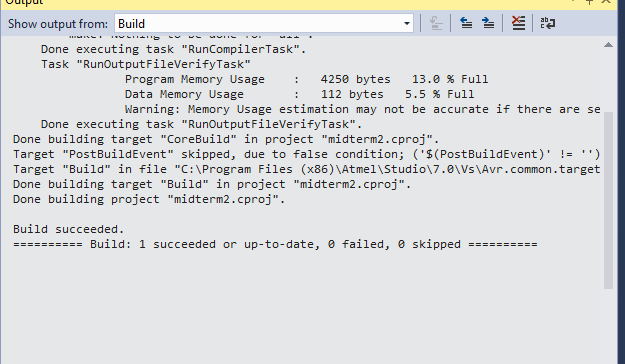 Output
Show output from: Build
make: Nothing to be done for 'all'.
Done executing task "RunCompilerTask".
Task "RunOutputFileVerifyTask"
Program Memory Usage : 4250 bytes 13.0 % Full
Data Memory Usage : 112 bytes 5.5 % Full
Warning: Memory Usage estimation may not be accurate if there are se
Done executing task "RunOutputFileVerifyTask".
Done building target "CoreBuild" in project "midterm2.cproj".
Target "PostBuildEvent" skipped, due to false condition; ('$(PostBuildEvent)' != '')
Target "Build" in file "C:\Program Files (x86)\Atmel\Studio\7.0\Vs\Avr.common.target
Done building target "Build" in project "midterm2.cproj".
Done building project "midterm2.cproj".
Build succeeded.
========== Build: 1 succeeded or up-to-date, 0 failed, 0 skipped ==========